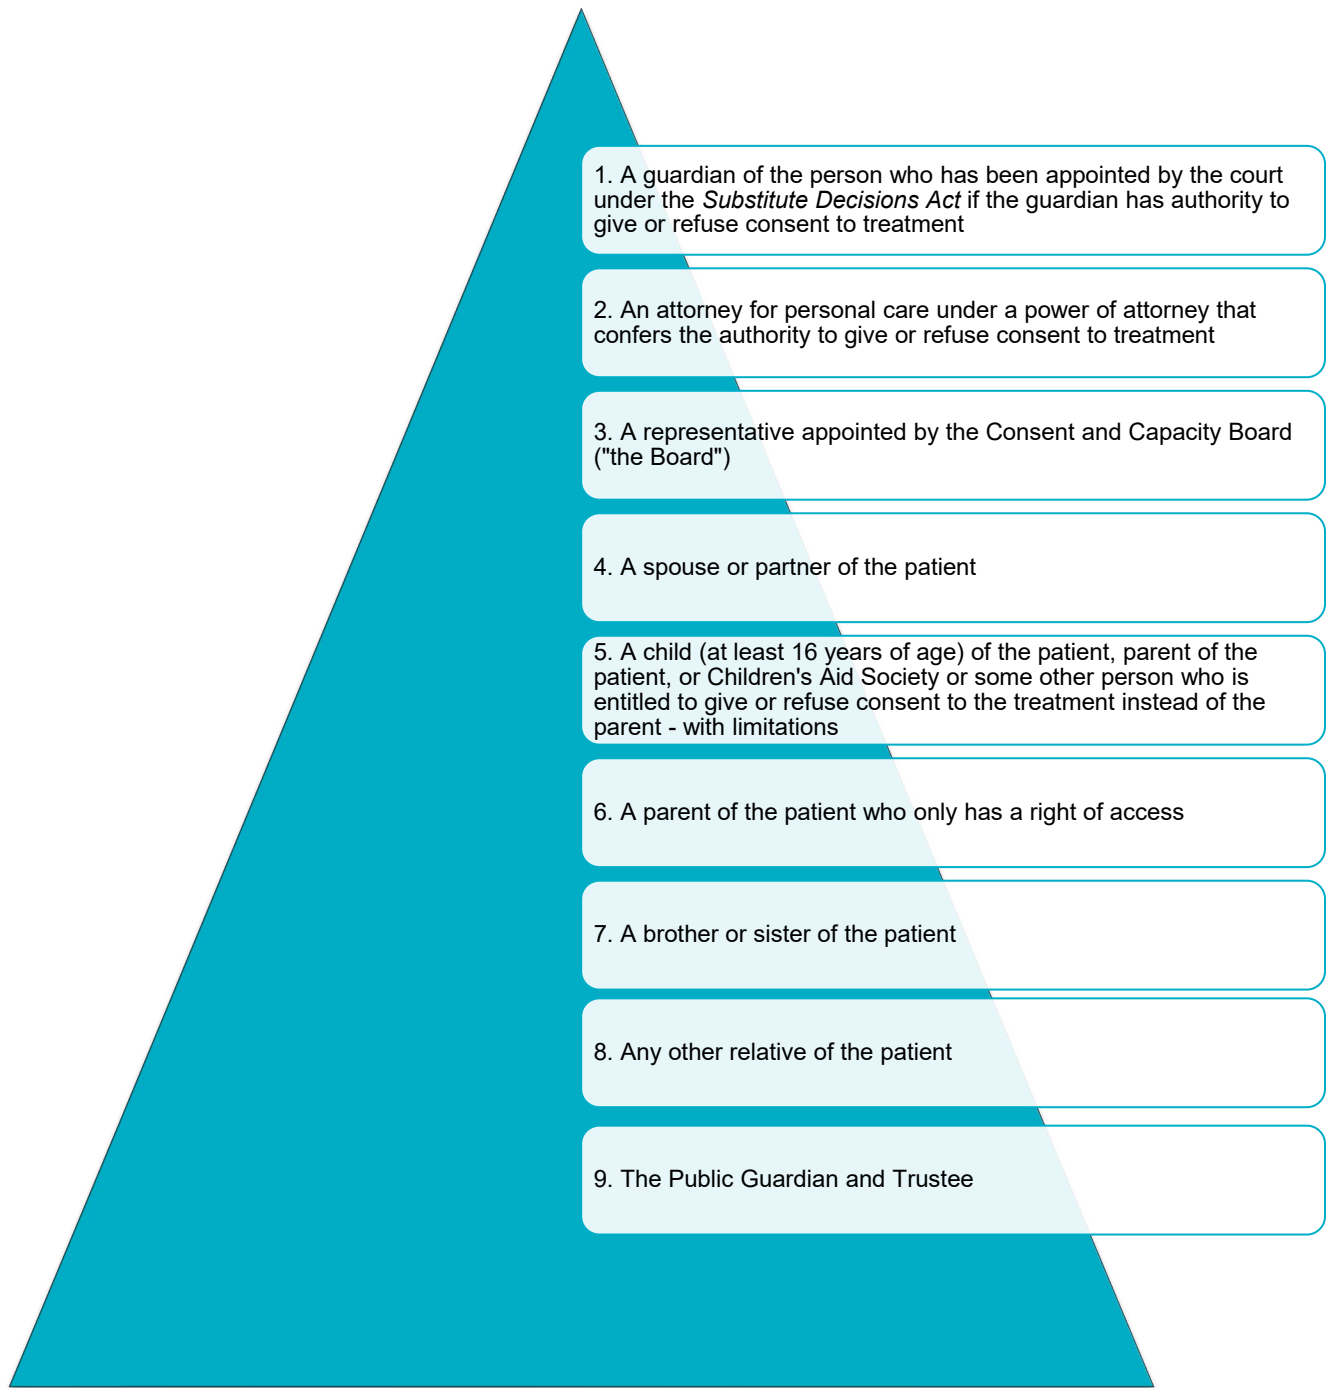 1. A guardian of the person who has been appointed by the court
under the Substitute Decisions Act if the guardian has authority to
give or refuse consent to treatment
2. An attorney for personal care under a power of attorney that
confers the authority to give or refuse consent to treatment
3. A representative appointed by the Consent and Capacity Board
("the Board")
4. A spouse or partner of the patient
5. A child (at least 16 years of age) of the patient, parent of the
patient, or Children's Aid Society or some other person who is
entitled to give or refuse consent to the treatment instead of the
parent - with limitations
6. A parent of the patient who only has a right of access
7. A brother or sister of the patient
8. Any other relative of the patient
9. The Public Guardian and Trustee